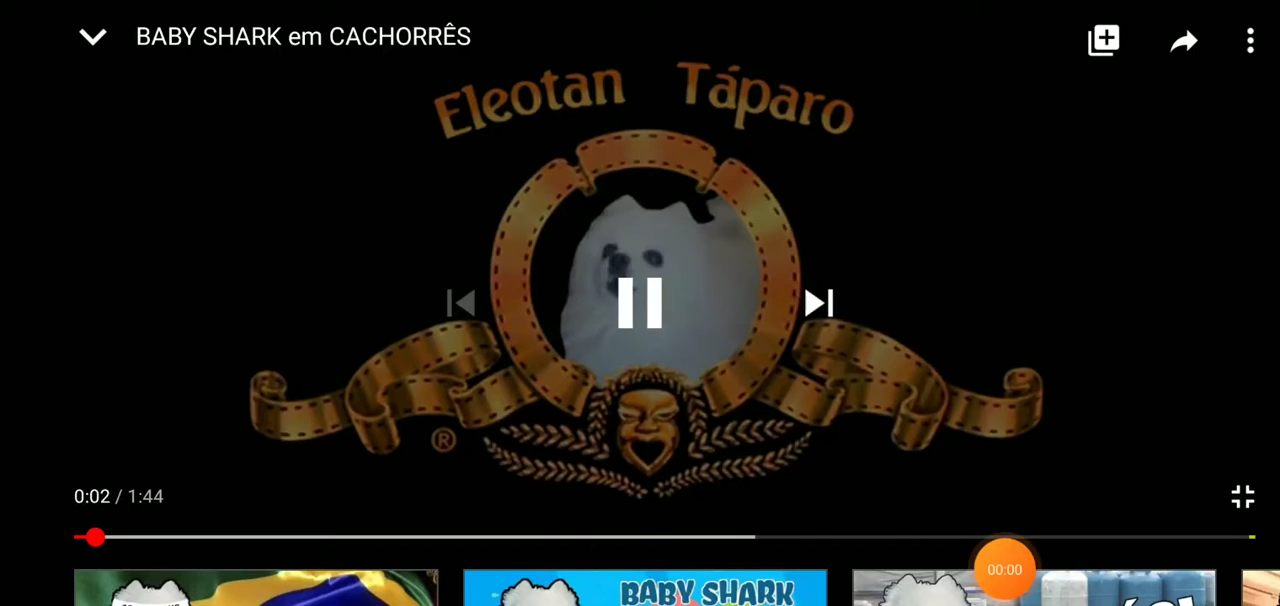 BABY SHARK em CACHORRÊS
Eleotan Táparo
®
0:02 / 1:44
00:00
BABY SHARK